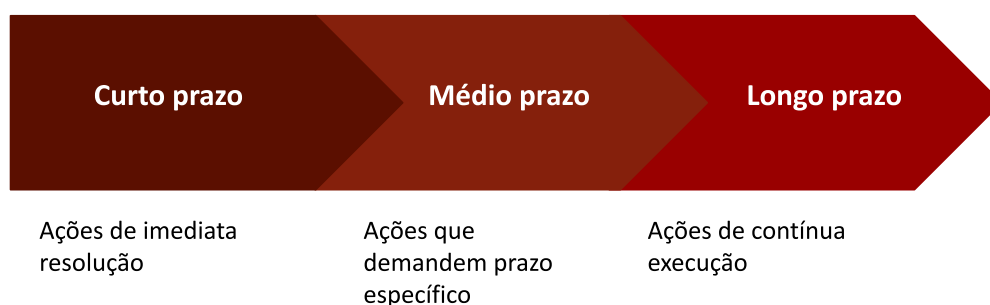 Curto prazo
Médio prazo
Longo prazo
Ações de imediata
resolução
Ações que
demandem prazo
específico
Ações de contínua
execução